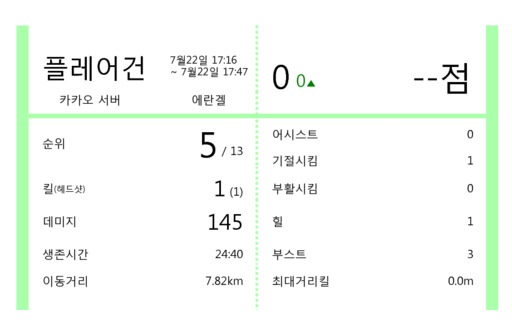 플레어건
7월22일 17:16
~ 7월22일 17:47
카카오 서버
에란겔
0 0▲
--점
순위 5 / 13
킬(헤드샷) 1 (1)
데미지 145
생존시간 24:40
이동거리 7.82km
어시스트 0
기절시킴 1
부활시킴 0
힐 1
부스트 3
최대거리킬 0.0m